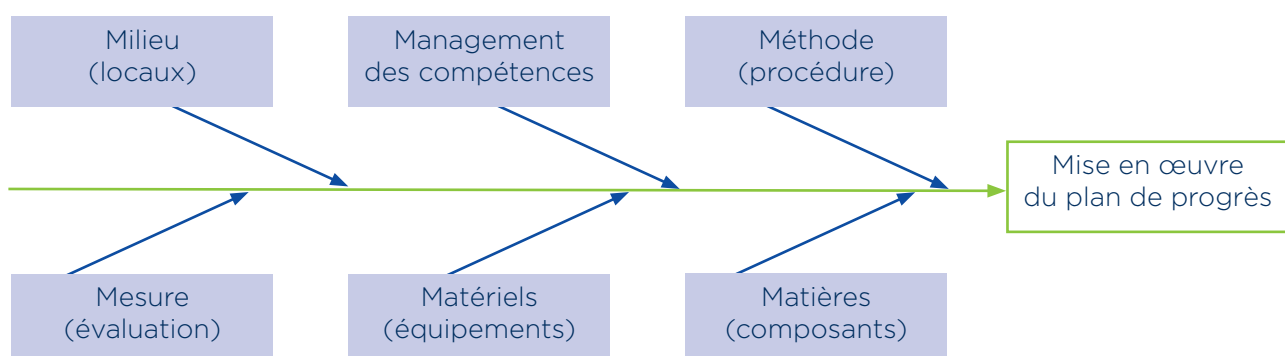 Milieu
(locaux)
Management
des compétences
Méthode
(procédure)
Mise en œuvre
du plan de progrès
Mesure
(évaluation)
Matériels
(équipements)
Matières
(composants)